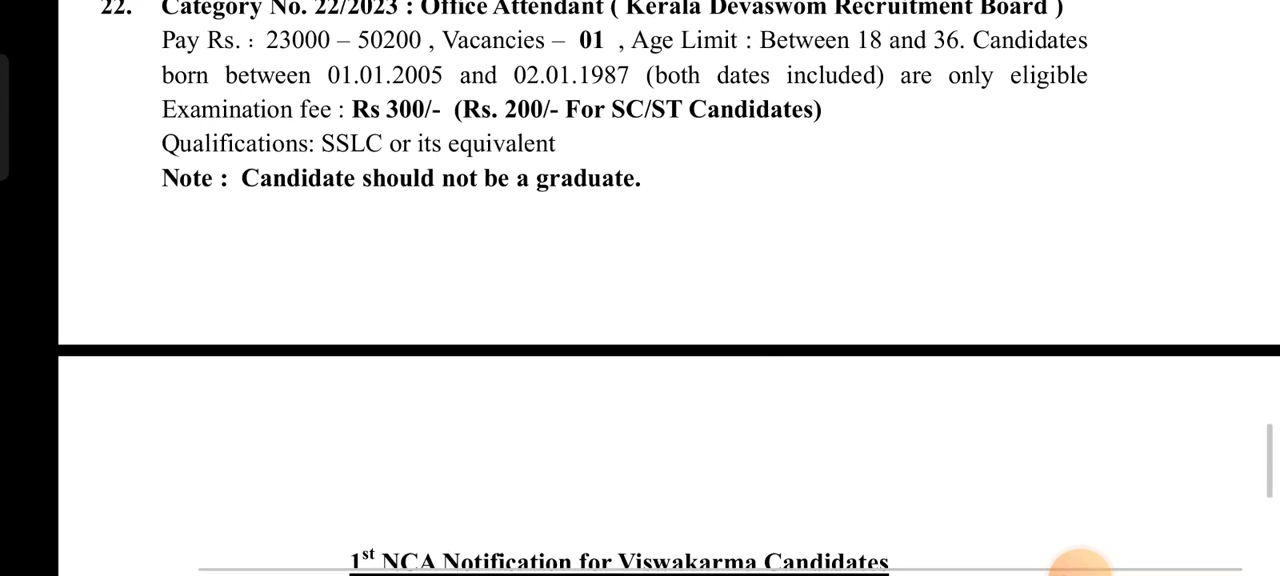 22. Category No. 22/2023 : Office Attendant ( Kerala Devaswom Recruitment Board )
Pay Rs. : 23000 – 50200 , Vacancies – 01 , Age Limit : Between 18 and 36. Candidates
born between 01.01.2005 and 02.01.1987 (both dates included) are only eligible
Examination fee : Rs 300/- (Rs. 200/- For SC/ST Candidates)
Qualifications: SSLC or its equivalent
Note : Candidate should not be a graduate.
1st NCA Notification for Viswakarma Candidates